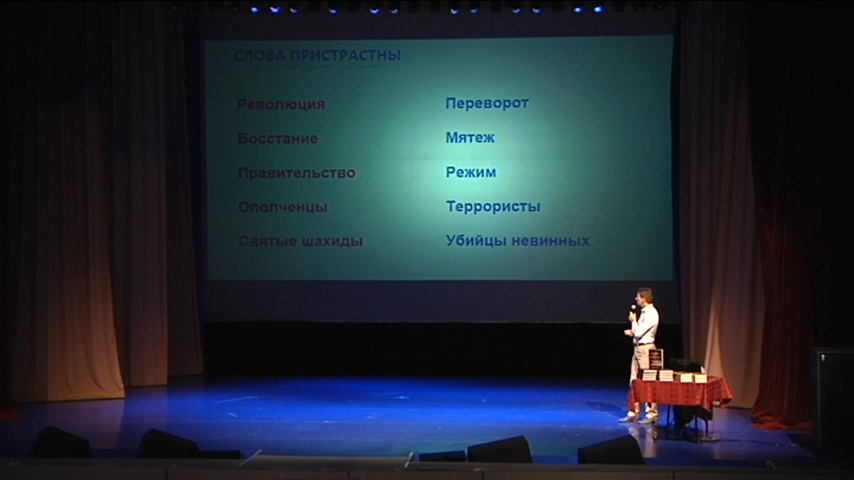 СЛОВА ПРИСТРАСТНЫ
Революция Переворот
Восстание Мятеж
Правительство Режим
Ополченцы Террористы
Святые шахиды Убийцы невинных